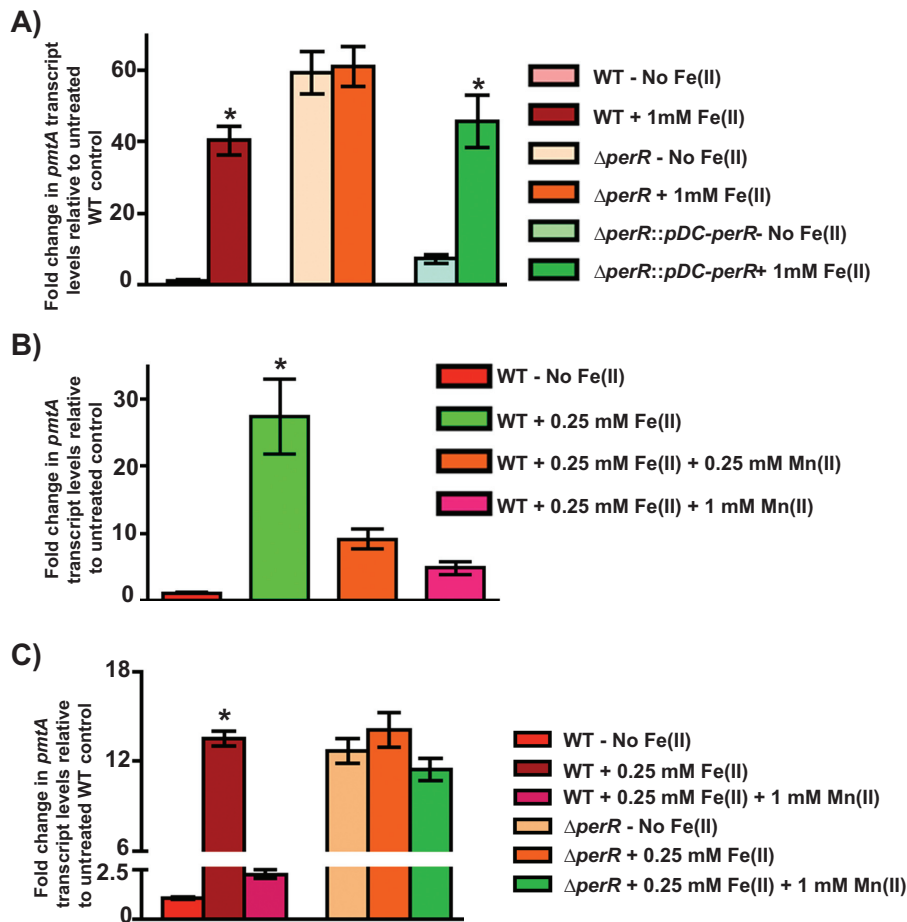 A)
Fold change in pmtA transcript
levels relative to untreated
WT control
60
40
20
0
*
*
WT - No Fe(II)
WT + 1mM Fe(II)
ΔperR - No Fe(II)
ΔperR + 1mM Fe(II)
ΔperR::pDC-perR- No Fe(II)
ΔperR::pDC-perR+ 1mM Fe(II)
B)
Fold change in pmtA
transcript levels relative
to untreated control
30
20
10
0
*
WT - No Fe(II)
WT + 0.25 mM Fe(II)
WT + 0.25 mM Fe(II) + 0.25 mM Mn(II)
WT + 0.25 mM Fe(II) + 1 mM Mn(II)
C)
Fold change in pmtA
transcript levels relative
to untreated WT control
18
12
6
2.5
0
*
WT - No Fe(II)
WT + 0.25 mM Fe(II)
WT + 0.25 mM Fe(II) + 1 mM Mn(II)
ΔperR - No Fe(II)
ΔperR + 0.25 mM Fe(II)
ΔperR + 0.25 mM Fe(II) + 1 mM Mn(II)